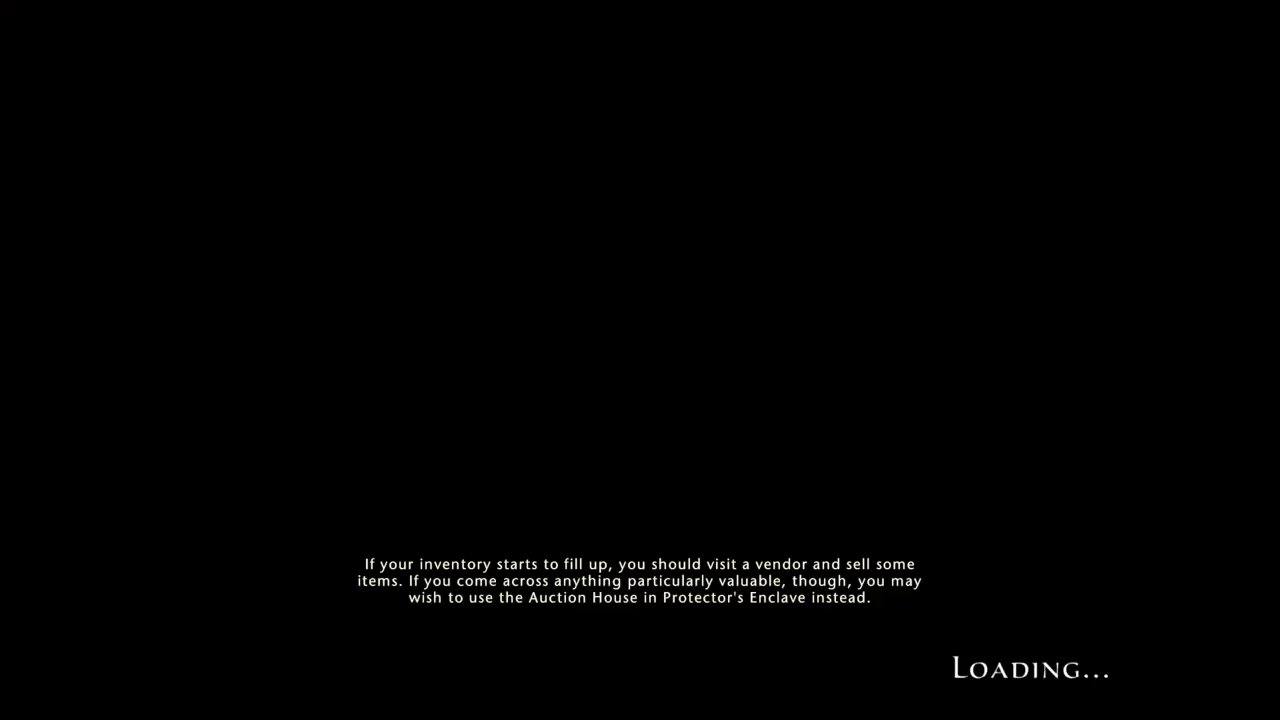 If your inventory starts to fill up, you should visit a vendor and sell some
items. If you come across anything particularly valuable, though, you may
wish to use the Auction House in Protector's Enclave instead.
Loading...